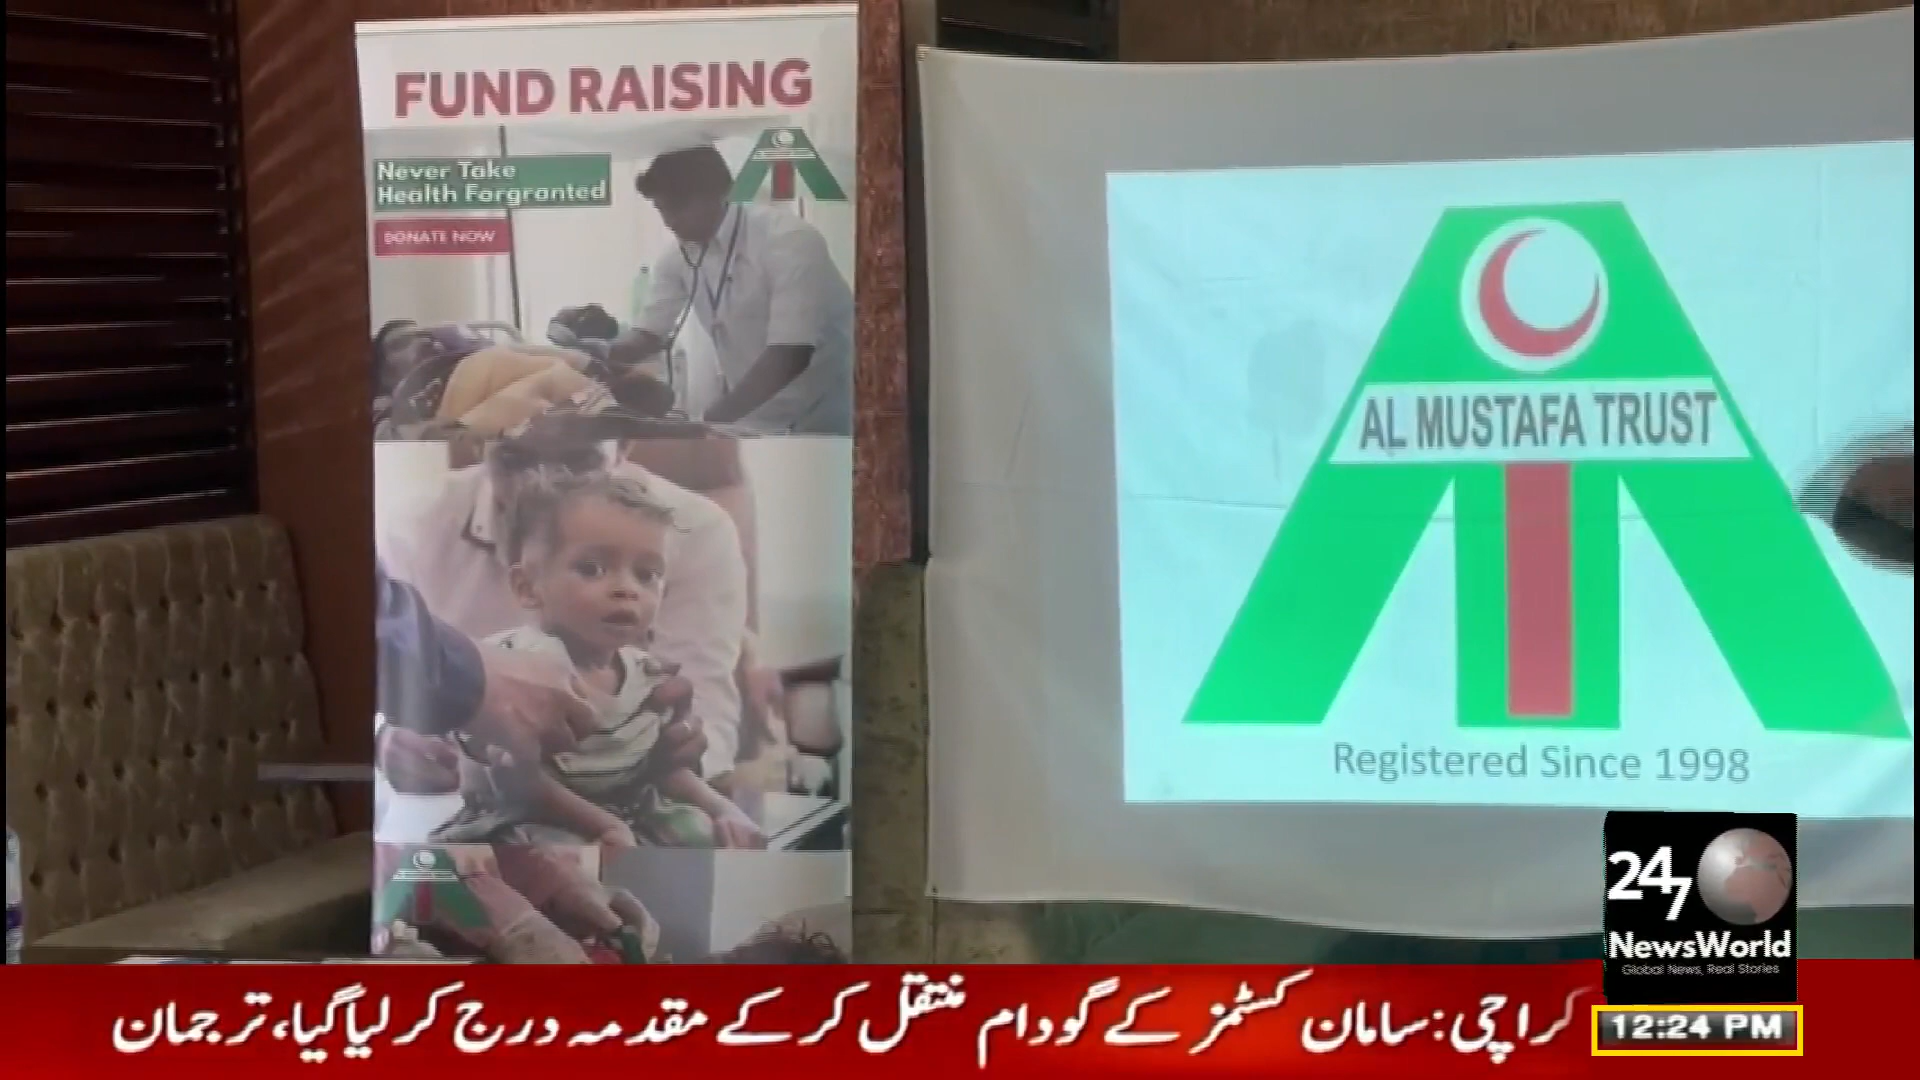 FUND RAISING
Never Take
Health Forgranted
DONATE NOW
AL MUSTAFA TRUST
Registered Since 1998
24/7
NewsWorld
Global News, Real Stories
کراچی: سامان کسٹمز کے گودام منتقل کر کے مقدمہ درج کر لیا گیا، ترجمان
12:24 PM